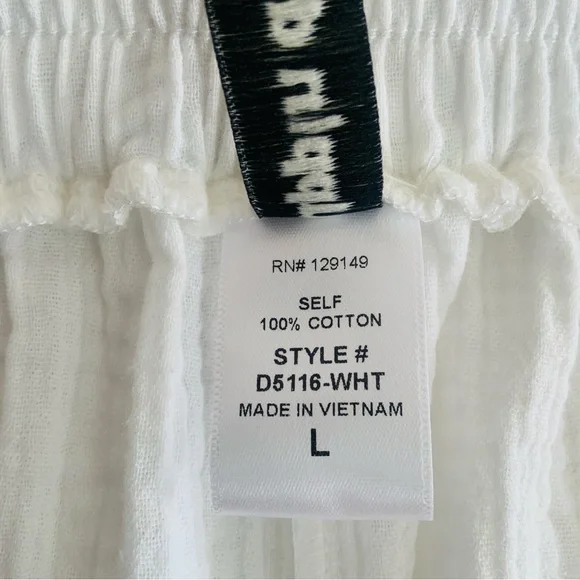 RN# 129149
SELF
100% COTTON
STYLE #
D5116-WHT
MADE IN VIETNAM
L